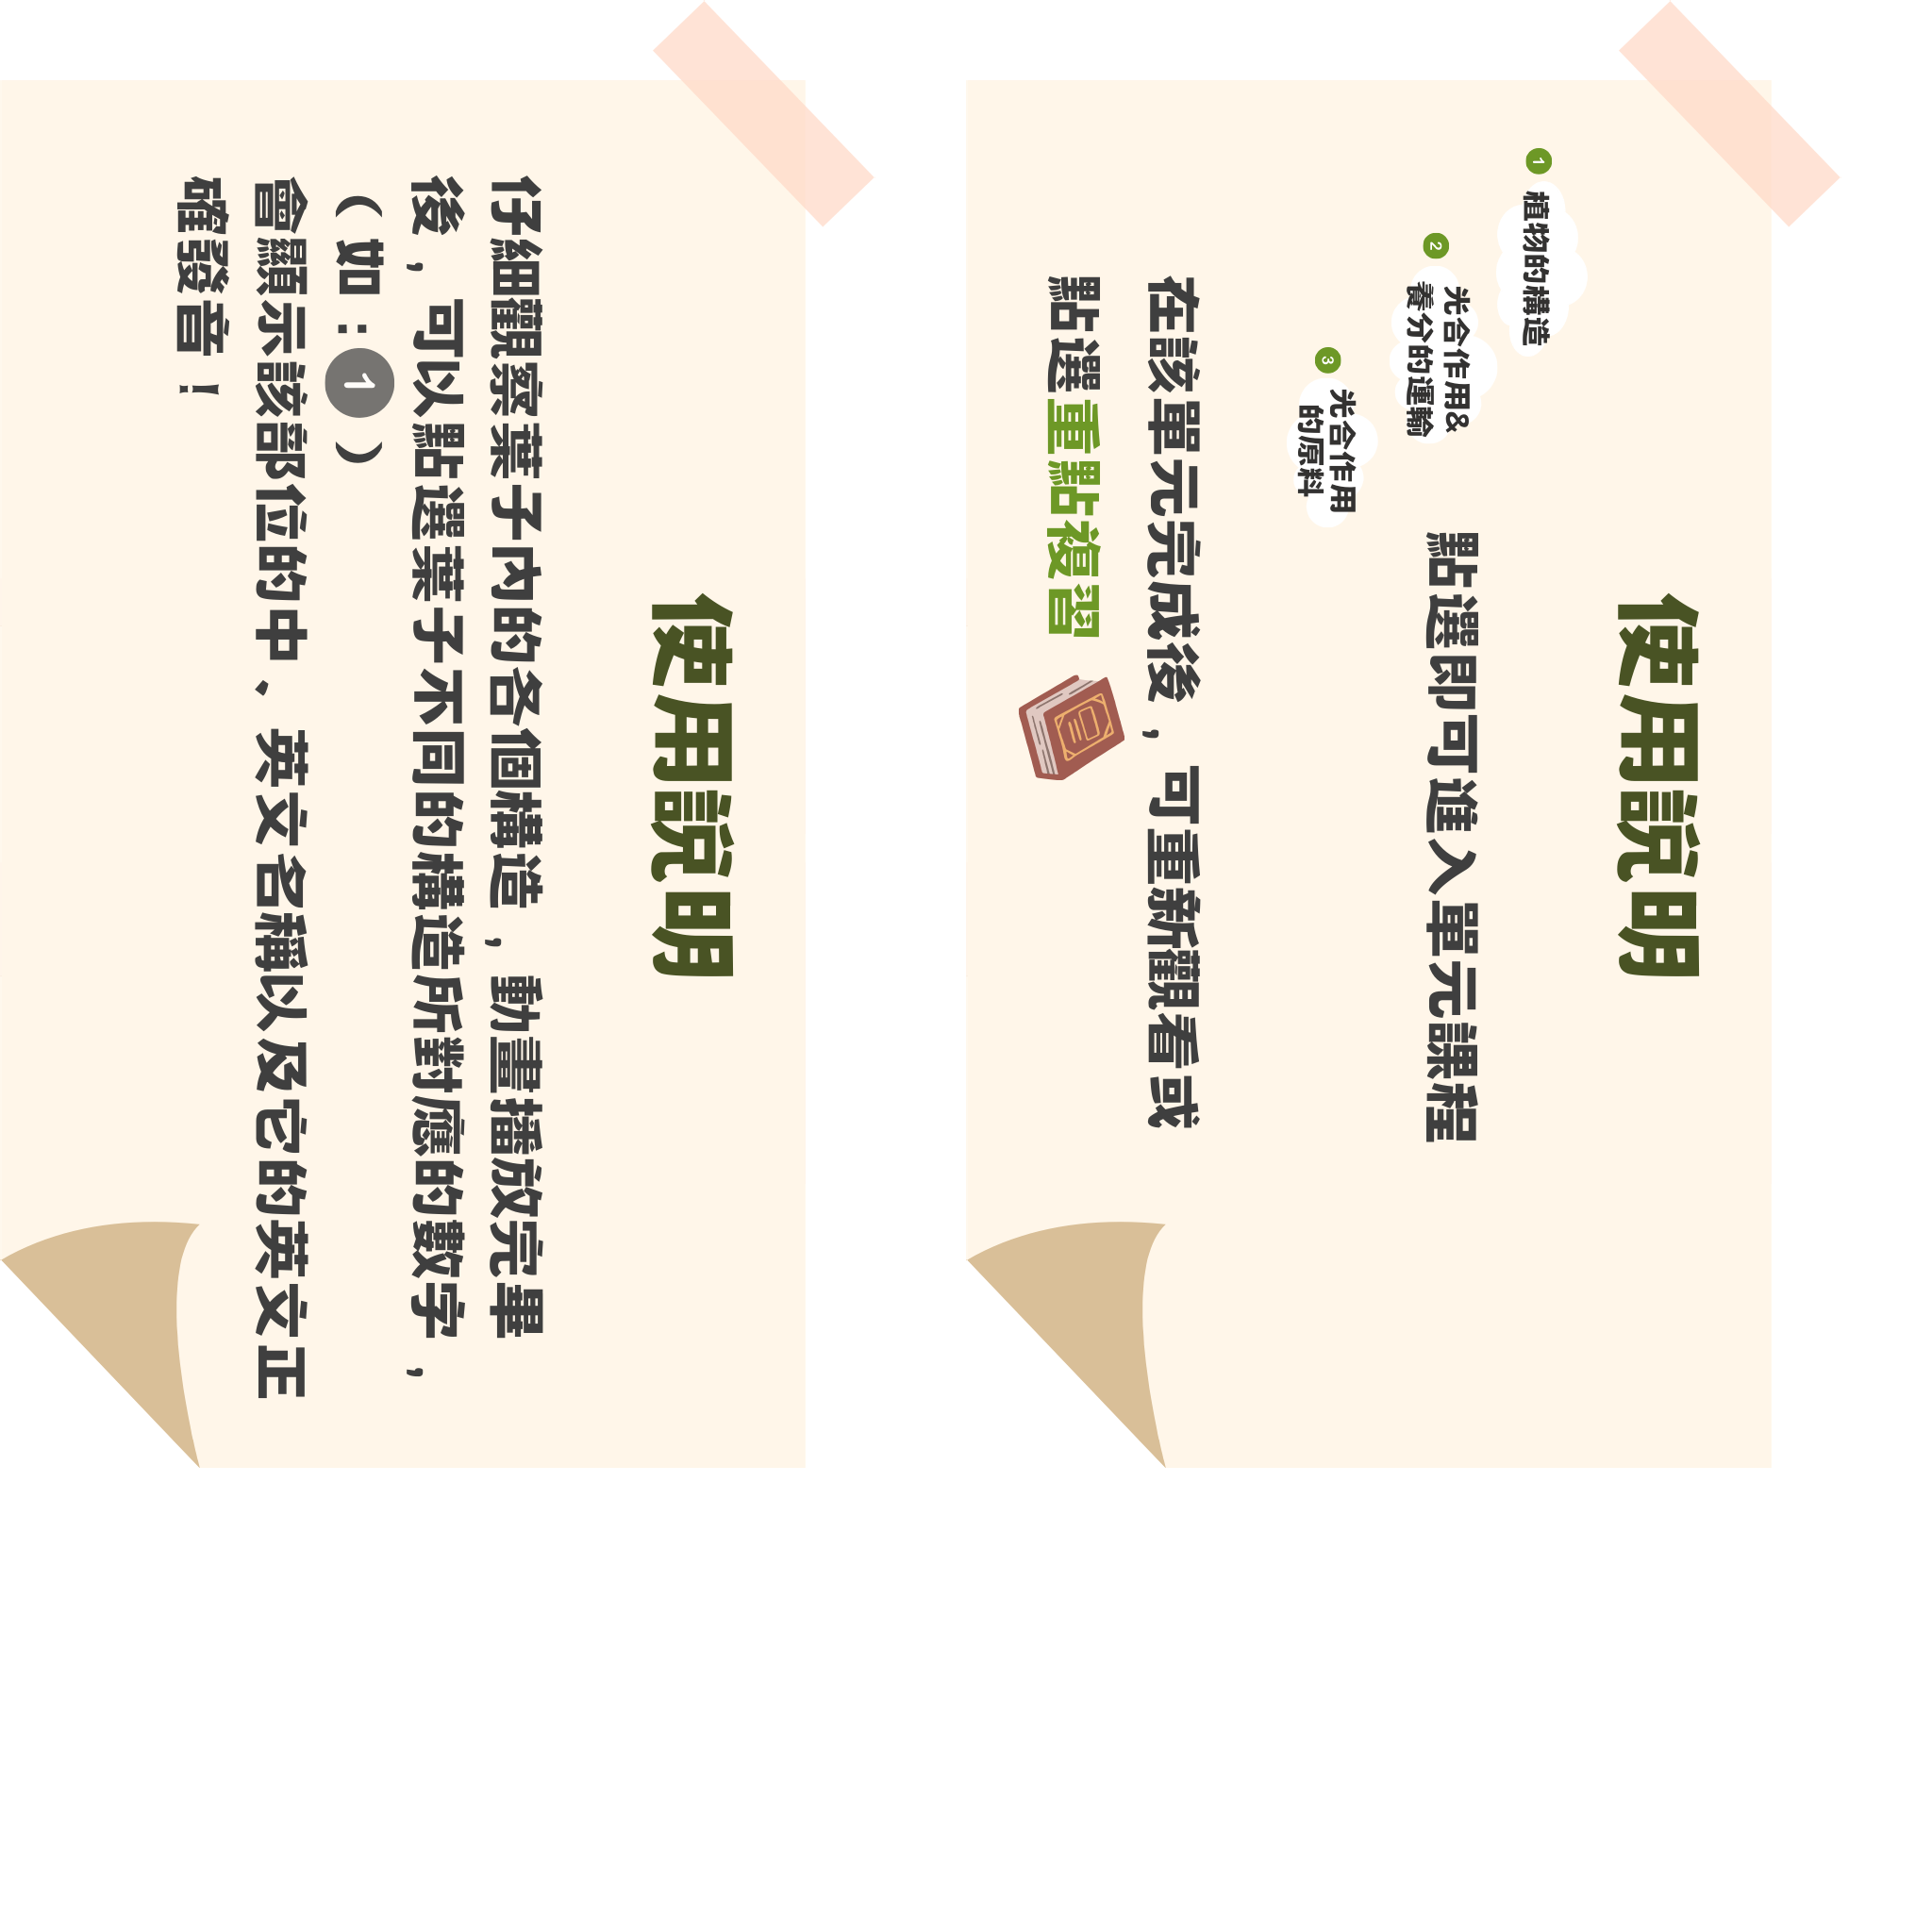 使用說明
1 植物的構造
2 光合作用&
養分的運輸
3 光合作用
的原料
點選即可進入單元課程
在該單元完成後，可重新觀看或
點選重點複習
使用說明
仔細觀察葉子內的各個構造，動畫播放完畢
後，可以點選葉子不同的構造所對應的數字，
（如：1）
會顯示該部位的中、英文名稱以及它的英文正
確發音！